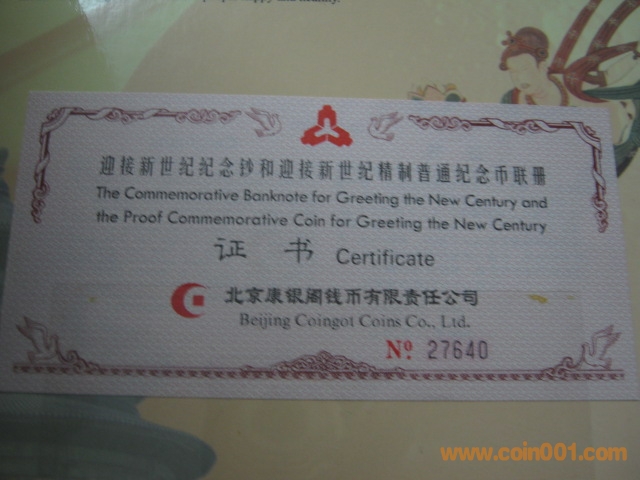 迎接新世纪纪念钞和迎接新世纪精制普通纪念币联册
The Commemorative Banknote for Greeting the New Century and
the Proof Commemorative Coin for Greeting the New Century
证 书 Certificate
北京康银阁钱币有限责任公司
Beijing Coingot Coins Co., Ltd.
Nº 27640
www.coin001.com